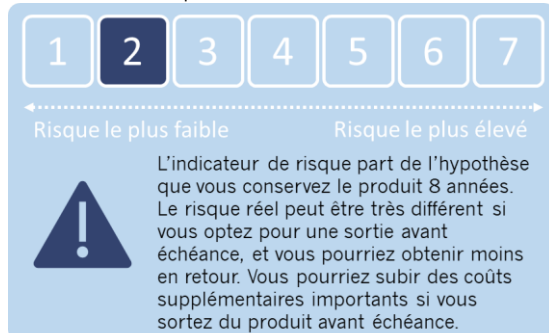 1 2 3 4 5 6 7
Risque le plus faible Risque le plus élevé
L'indicateur de risque part de l'hypothèse
que vous conservez le produit 8 années.
Le risque réel peut être très différent si
vous optez pour une sortie avant
échéance, et vous pourriez obtenir moins
en retour. Vous pourriez subir des coûts
supplémentaires importants si vous
sortez du produit avant échéance.